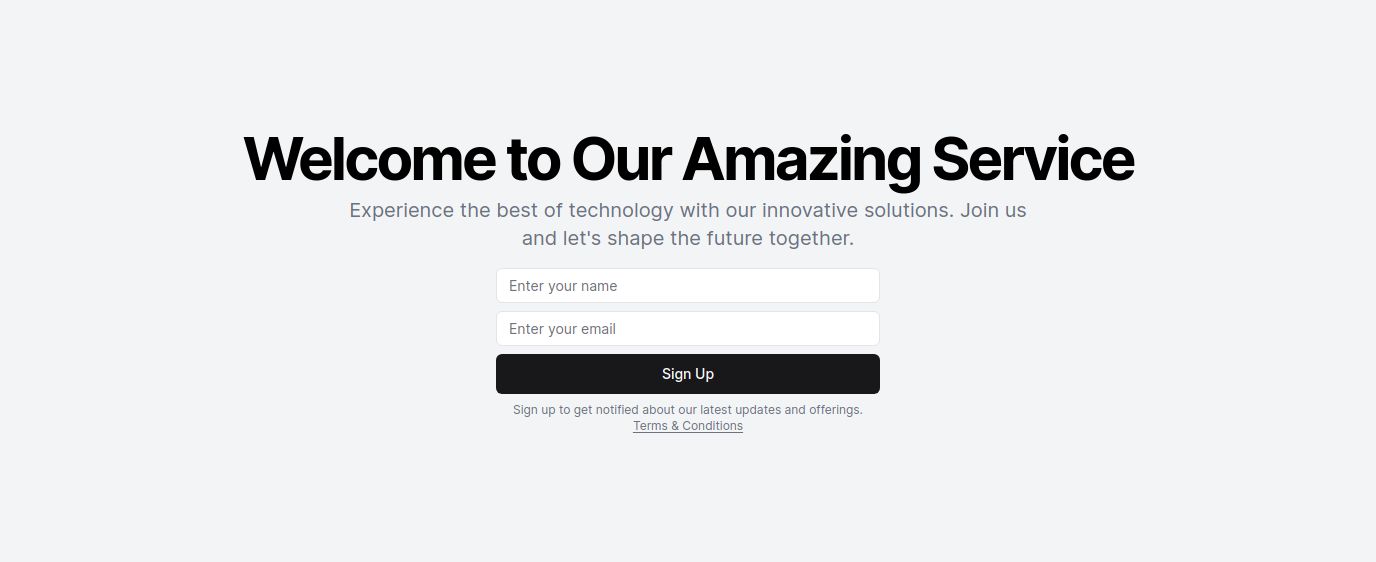 Welcome to Our Amazing Service
Experience the best of technology with our innovative solutions. Join us
and let's shape the future together.
Enter your name
Enter your email
Sign Up
Sign up to get notified about our latest updates and offerings.
Terms & Conditions